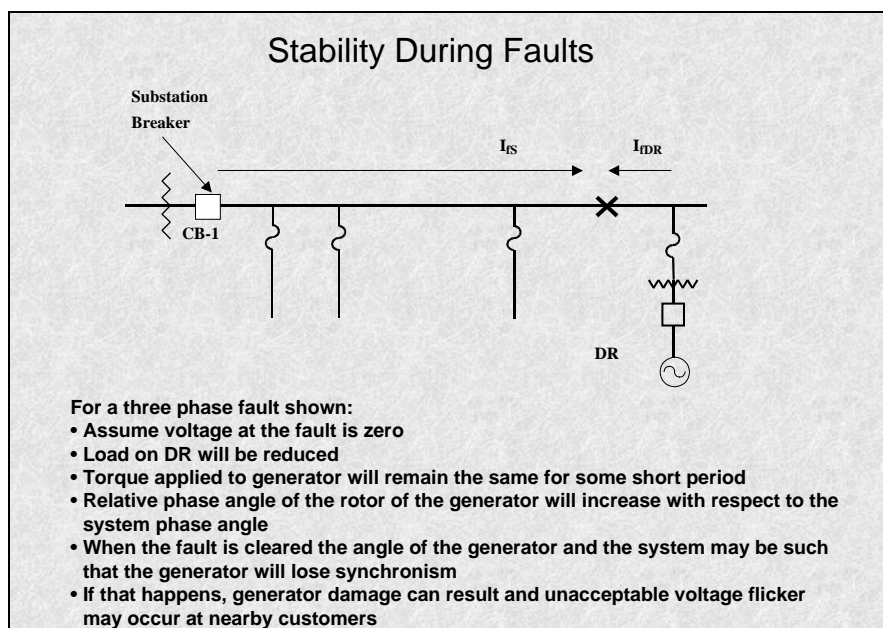 Stability During Faults
Substation
Breaker
IfS
IfDR
CB-1
DR
For a three phase fault shown:
• Assume voltage at the fault is zero
• Load on DR will be reduced
• Torque applied to generator will remain the same for some short period
• Relative phase angle of the rotor of the generator will increase with respect to the
system phase angle
• When the fault is cleared the angle of the generator and the system may be such
that the generator will lose synchronism
• If that happens, generator damage can result and unacceptable voltage flicker
may occur at nearby customers